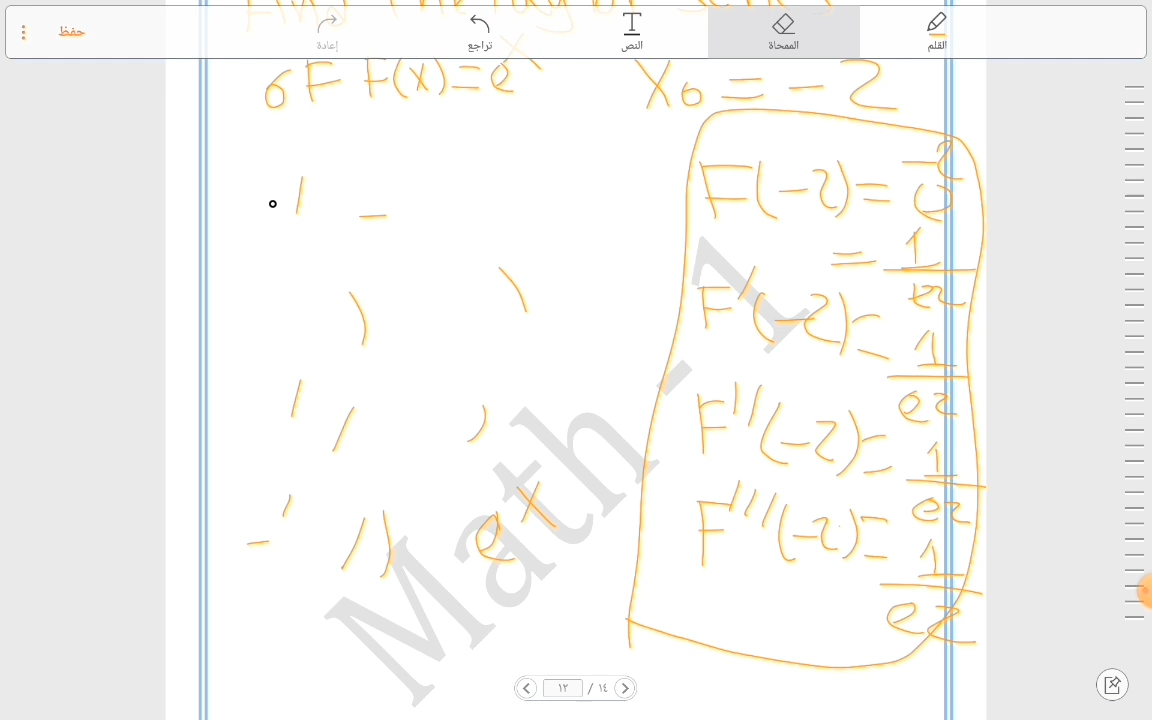 حفظ
إعادة
تراجع
النص
الممحاة
القلم
of F F(x) = e^x x0 = -2
F(-2) = e^-2
= 1/e2
F'(-2) = 1/e2
F''(-2) = 1/e2
F'''(-2) = 1/e2
e^x
Math - 1
١٢ / ١٤